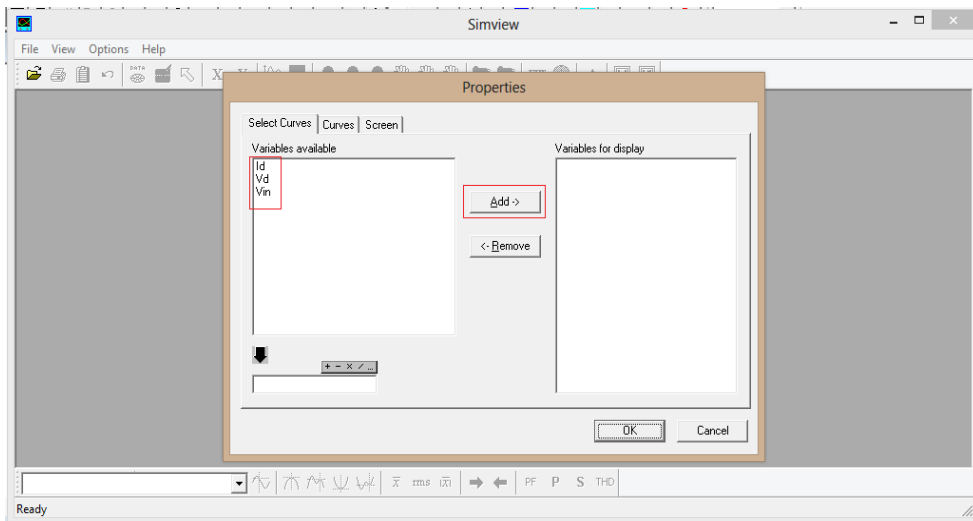 Simview
File View Options Help
DATA
Properties
Select Curves Curves Screen
Variables available
Variables for display
Id
Vd
Vin
Add ->
<- Remove
+ - × / ...
OK Cancel
x̄ rms |x̄| PF P S THD
Ready